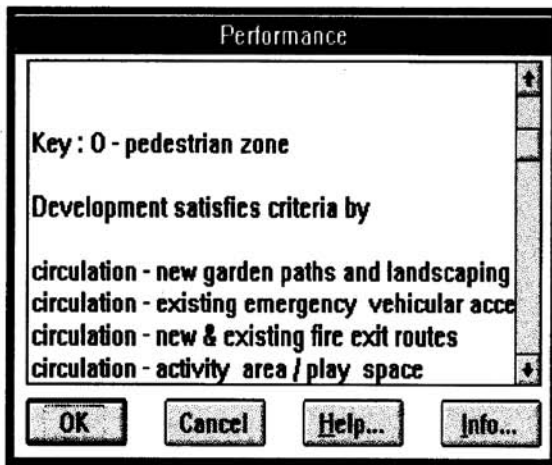 Performance
Key : O - pedestrian zone
Development satisfies criteria by
circulation - new garden paths and landscaping
circulation - existing emergency vehicular acce
circulation - new & existing fire exit routes
circulation - activity area / play space
OK Cancel Help... Info...